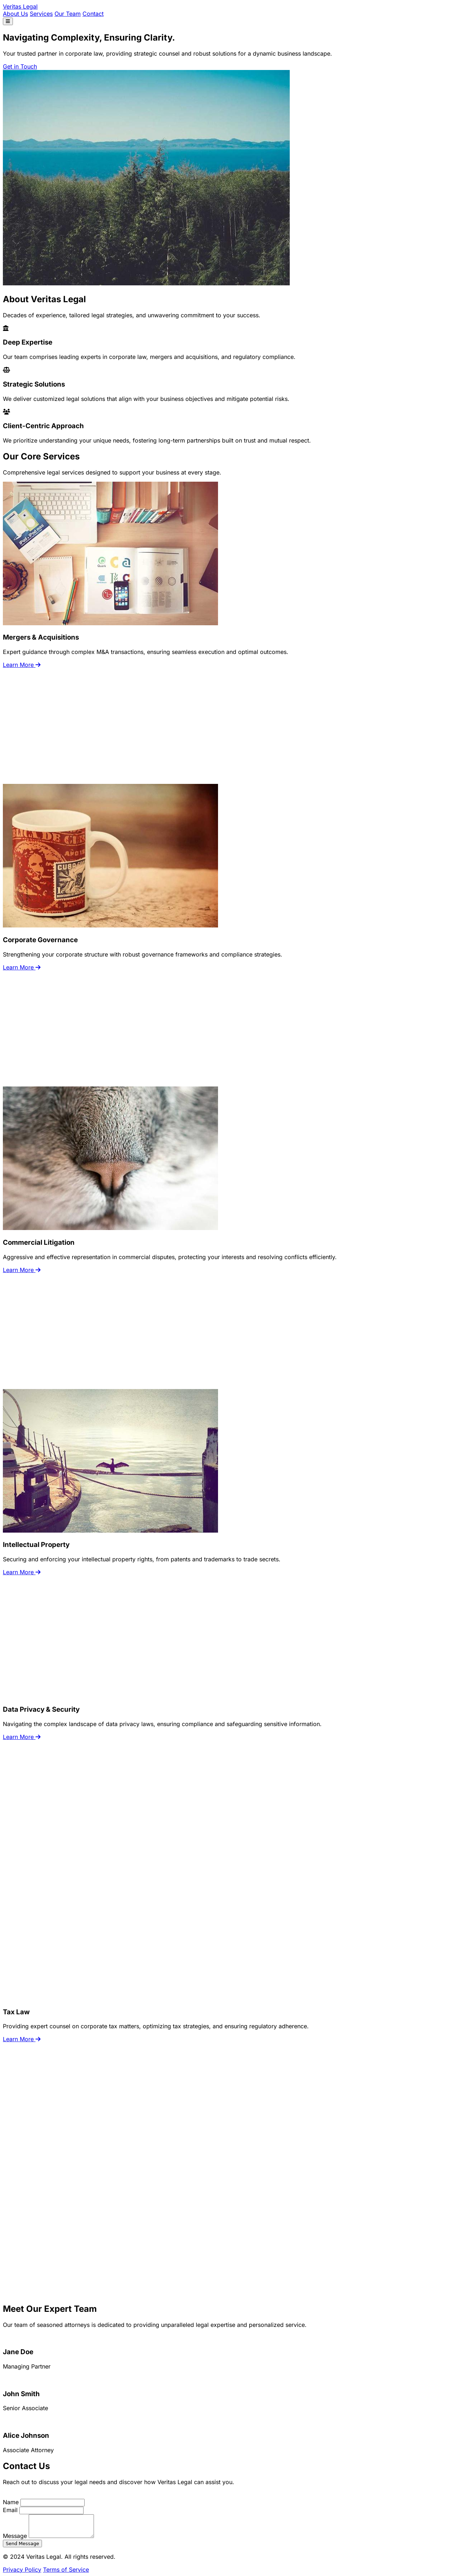 Veritas Legal
About Us Services Our Team Contact
Navigating Complexity, Ensuring Clarity.
Your trusted partner in corporate law, providing strategic counsel and robust solutions for a dynamic business landscape.
Get in Touch
About Veritas Legal
Decades of experience, tailored legal strategies, and unwavering commitment to your success.
Deep Expertise
Our team comprises leading experts in corporate law, mergers and acquisitions, and regulatory compliance.
Strategic Solutions
We deliver customized legal solutions that align with your business objectives and mitigate potential risks.
Client-Centric Approach
We prioritize understanding your unique needs, fostering long-term partnerships built on trust and mutual respect.
Our Core Services
Comprehensive legal services designed to support your business at every stage.
Mergers & Acquisitions
Expert guidance through complex M&A transactions, ensuring seamless execution and optimal outcomes.
Learn More
Corporate Governance
Strengthening your corporate structure with robust governance frameworks and compliance strategies.
Learn More
Commercial Litigation
Aggressive and effective representation in commercial disputes, protecting your interests and resolving conflicts efficiently.
Learn More
Intellectual Property
Securing and enforcing your intellectual property rights, from patents and trademarks to trade secrets.
Learn More
Data Privacy & Security
Navigating the complex landscape of data privacy laws, ensuring compliance and safeguarding sensitive information.
Learn More
Tax Law
Providing expert counsel on corporate tax matters, optimizing tax strategies, and ensuring regulatory adherence.
Learn More
Meet Our Expert Team
Our team of seasoned attorneys is dedicated to providing unparalleled legal expertise and personalized service.
Jane Doe
Managing Partner
John Smith
Senior Associate
Alice Johnson
Associate Attorney
Contact Us
Reach out to discuss your legal needs and discover how Veritas Legal can assist you.
Name
Email
Message
Send Message
© 2024 Veritas Legal. All rights reserved.
Privacy Policy Terms of Service